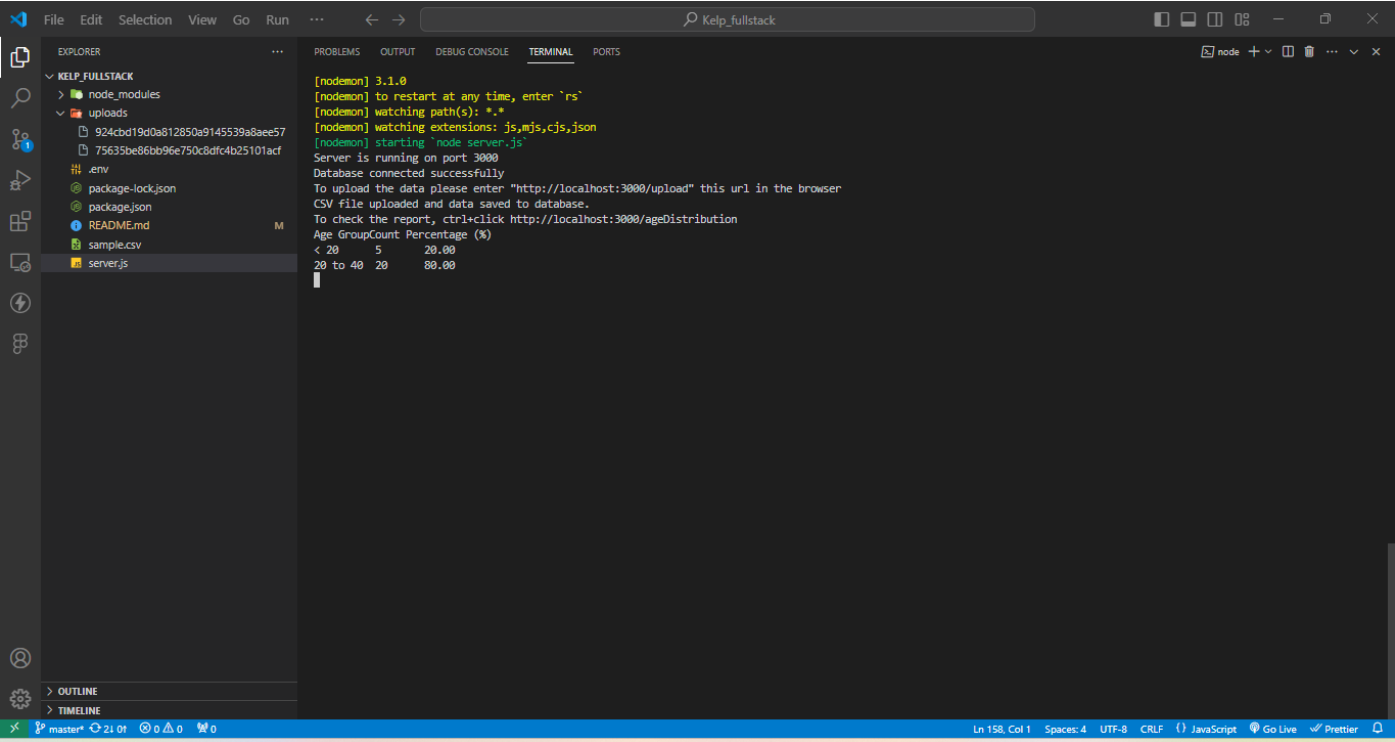 File Edit Selection View Go Run ... Kelp_fullstack
EXPLORER ...
KELP_FULLSTACK
node_modules
uploads
924cbd19d0a812850a9145539a8aee57
75635be86bb96e750c8dfc4b25101acf
.env
package-lock.json
package.json
README.md M
sample.csv
server.js
OUTLINE
TIMELINE
1
PROBLEMS OUTPUT DEBUG CONSOLE TERMINAL PORTS node ...
[nodemon] 3.1.0
[nodemon] to restart at any time, enter `rs`
[nodemon] watching path(s): *.*
[nodemon] watching extensions: js,mjs,cjs,json
[nodemon] starting `node server.js`
Server is running on port 3000
Database connected successfully
To upload the data please enter "http://localhost:3000/upload" this url in the browser
CSV file uploaded and data saved to database.
To check the report, ctrl+click http://localhost:3000/ageDistribution
Age GroupCount Percentage (%)
< 20 5 20.00
20 to 40 20 80.00
master* 2↓ 0↑ 0 0 0 Ln 158, Col 1 Spaces: 4 UTF-8 CRLF {} JavaScript Go Live Prettier